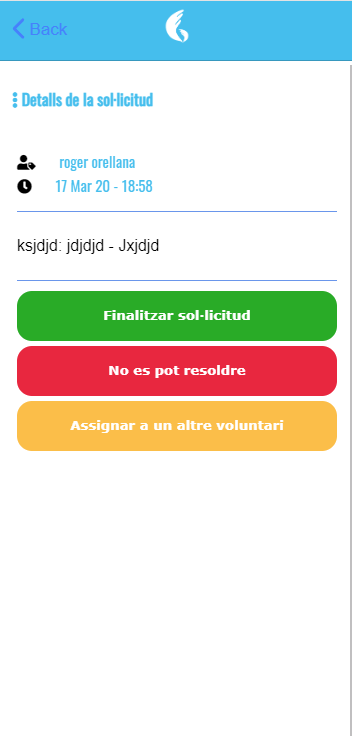 Back
Detalls de la sol·licitud
roger orellana
17 Mar 20 - 18:58
ksjdjd: jdjdjd - Jxjdjd
Finalitzar sol·licitud
No es pot resoldre
Assignar a un altre voluntari